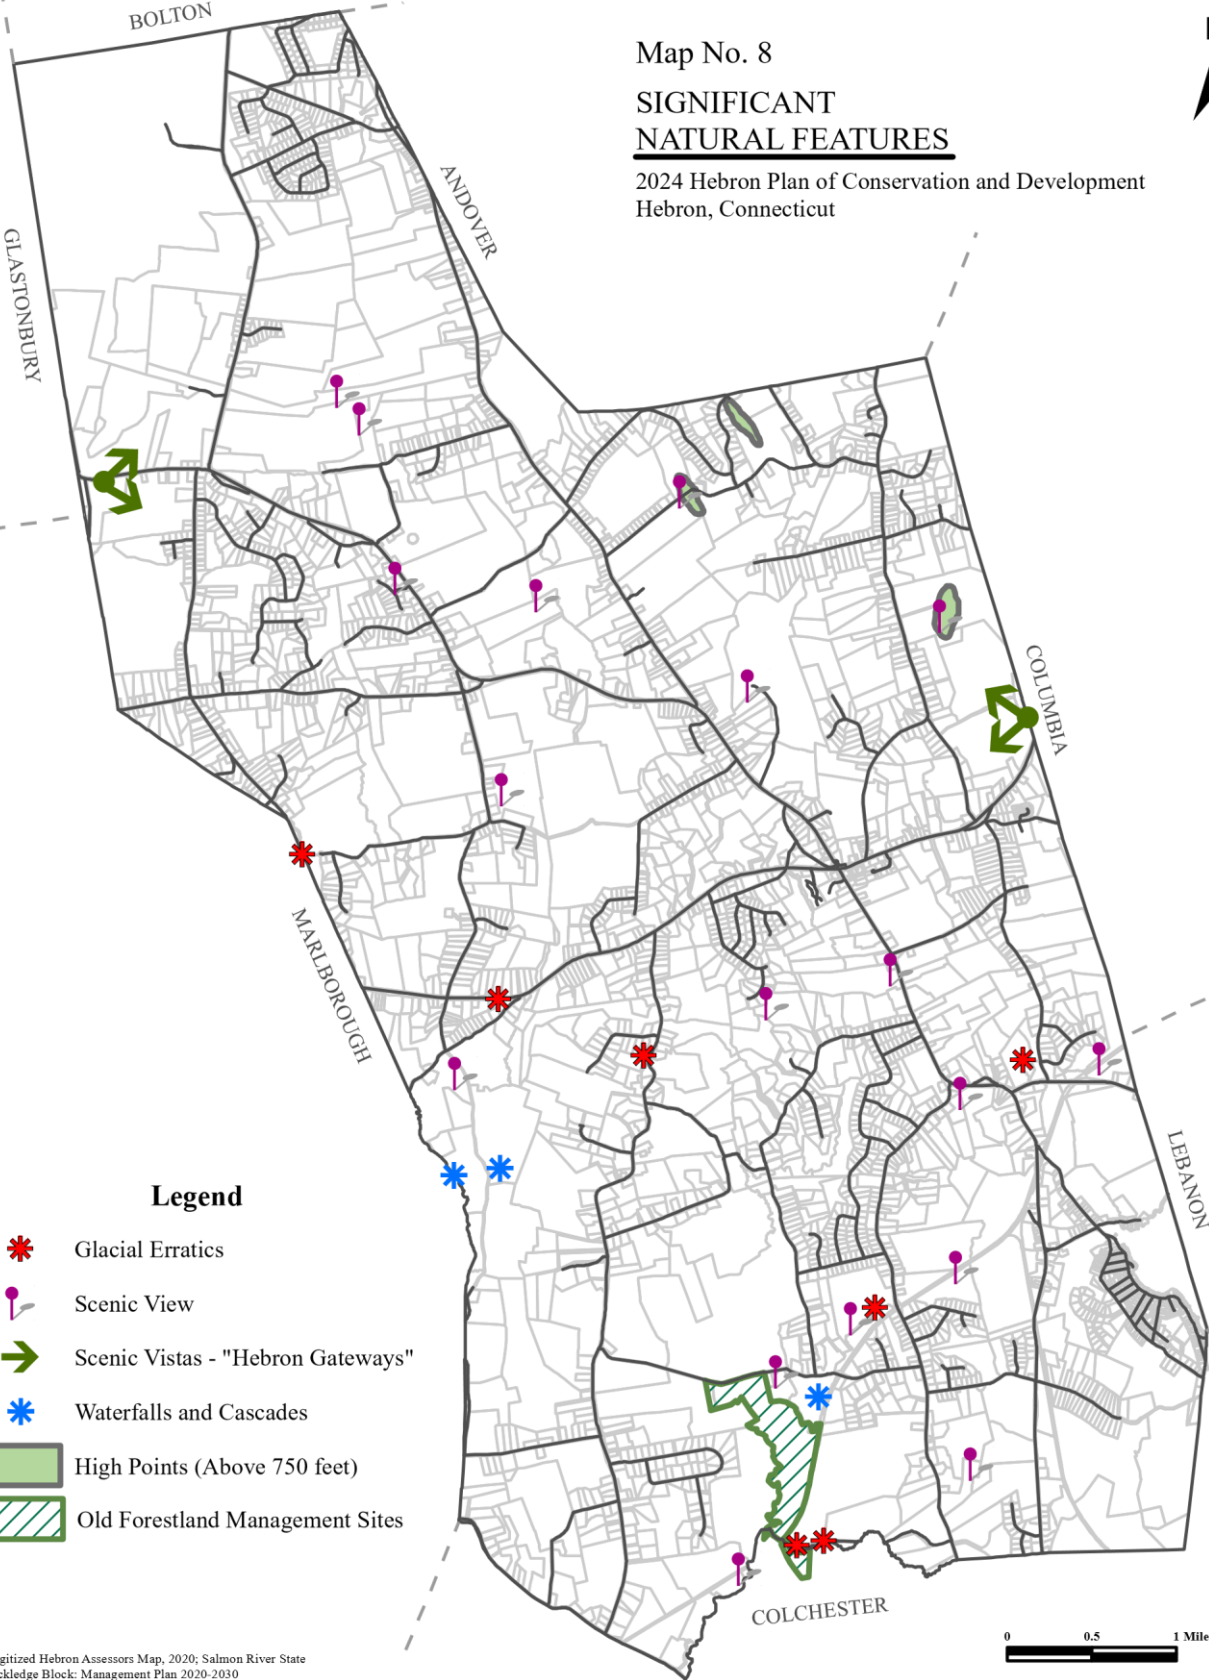 BOLTON
Map No. 8
SIGNIFICANT
NATURAL FEATURES
2024 Hebron Plan of Conservation and Development
Hebron, Connecticut
ANDOVER
GLASTONBURY
COLUMBIA
MARLBOROUGH
LEBANON
Legend
Glacial Erratics
Scenic View
Scenic Vistas - "Hebron Gateways"
Waterfalls and Cascades
High Points (Above 750 feet)
Old Forestland Management Sites
COLCHESTER
0 0.5 1 Mile
gitized Hebron Assessors Map, 2020; Salmon River State
ckledge Block: Management Plan 2020-2030